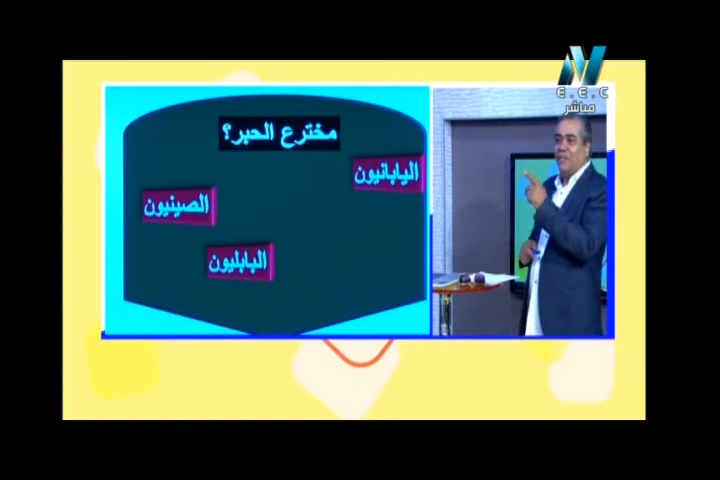 E.E.C
مباشر
مخترع الحبر؟
اليابانيون
الصينيون
البابليون